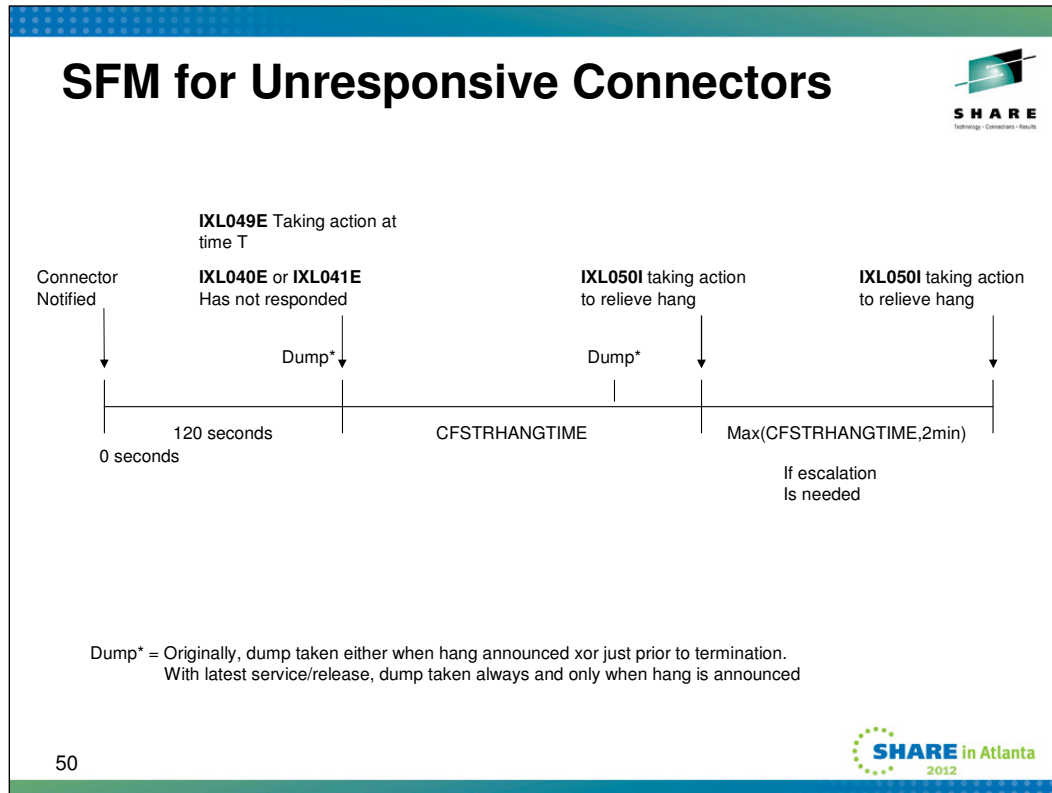 SFM for Unresponsive Connectors
SHARE
Technology · Connections · Results
IXL049E Taking action at
time T
Connector
Notified
IXL040E or IXL041E
Has not responded
IXL050I taking action
to relieve hang
IXL050I taking action
to relieve hang
Dump*
Dump*
120 seconds
CFSTRHANGTIME
Max(CFSTRHANGTIME,2min)
0 seconds
If escalation
Is needed
Dump* = Originally, dump taken either when hang announced xor just prior to termination.
With latest service/release, dump taken always and only when hang is announced
50
SHARE in Atlanta
2012